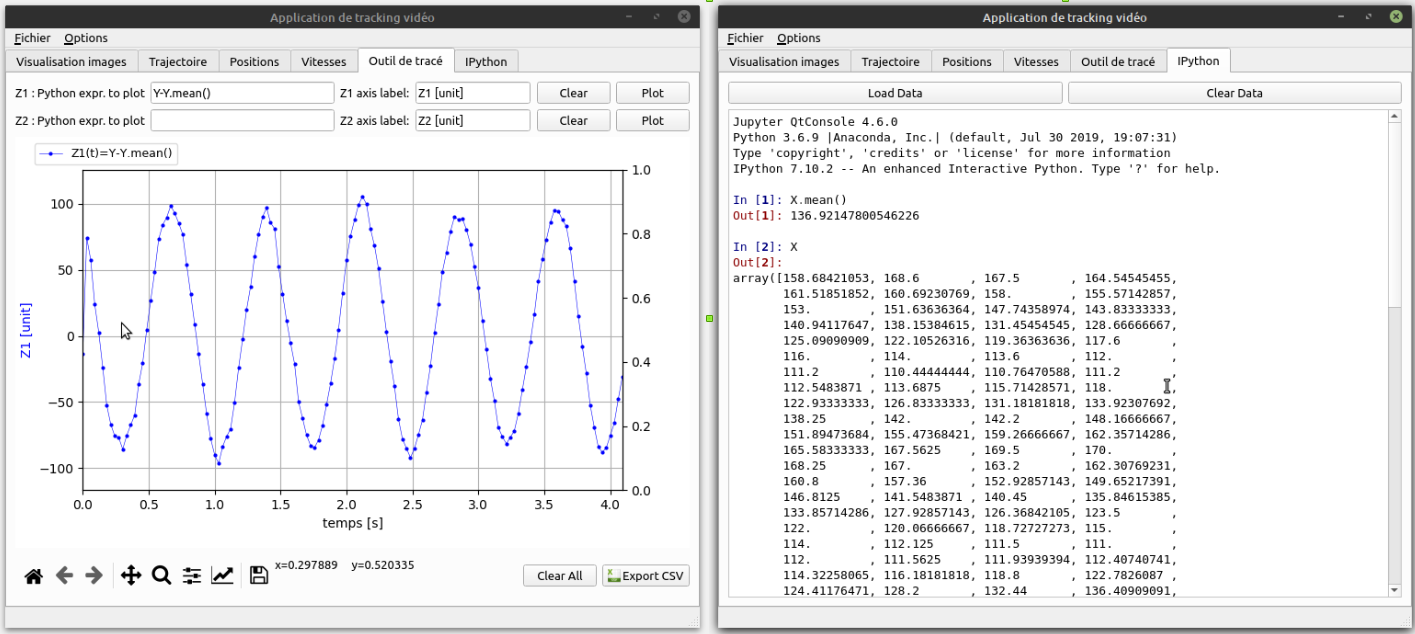 Application de tracking vidéo
Fichier Options
Visualisation images Trajectoire Positions Vitesses Outil de tracé IPython
Z1 : Python expr. to plot Y-Y.mean() Z1 axis label: Z1 [unit] Clear Plot
Z2 : Python expr. to plot Z2 axis label: Z2 [unit] Clear Plot
Z1(t)=Y-Y.mean()
100
50
0
−50
−100
Z1 [unit]
1.0
0.8
0.6
0.4
0.2
0.0
0.0 0.5 1.0 1.5 2.0 2.5 3.0 3.5 4.0
temps [s]
x=0.297889 y=0.520335
Clear All Export CSV
Application de tracking vidéo
Fichier Options
Visualisation images Trajectoire Positions Vitesses Outil de tracé IPython
Load Data Clear Data
Jupyter QtConsole 4.6.0
Python 3.6.9 |Anaconda, Inc.| (default, Jul 30 2019, 19:07:31)
Type 'copyright', 'credits' or 'license' for more information
IPython 7.10.2 -- An enhanced Interactive Python. Type '?' for help.
In [1]: X.mean()
Out[1]: 136.92147800546226
In [2]: X
Out[2]:
array([158.68421053, 168.6 , 167.5 , 164.54545455,
161.51851852, 160.69230769, 158. , 155.57142857,
153. , 151.63636364, 147.74358974, 143.83333333,
140.94117647, 138.15384615, 131.45454545, 128.66666667,
125.09090909, 122.10526316, 119.36363636, 117.6 ,
116. , 114. , 113.6 , 112. ,
111.2 , 110.44444444, 110.76470588, 111.2 ,
112.5483871 , 113.6875 , 115.71428571, 118. ,
122.93333333, 126.83333333, 131.18181818, 133.92307692,
138.25 , 142. , 142.2 , 148.16666667,
151.89473684, 155.47368421, 159.26666667, 162.35714286,
165.58333333, 167.5625 , 169.5 , 170. ,
168.25 , 167. , 163.2 , 162.30769231,
160.8 , 157.36 , 152.92857143, 149.65217391,
146.8125 , 141.5483871 , 140.45 , 135.84615385,
133.85714286, 127.92857143, 126.36842105, 123.5 ,
122. , 120.06666667, 118.72727273, 115. ,
114. , 112.125 , 111.5 , 111. ,
112. , 111.5625 , 111.93939394, 112.40740741,
114.32258065, 116.18181818, 118.8 , 122.7826087 ,
124.41176471, 128.2 , 132.44 , 136.40909091,